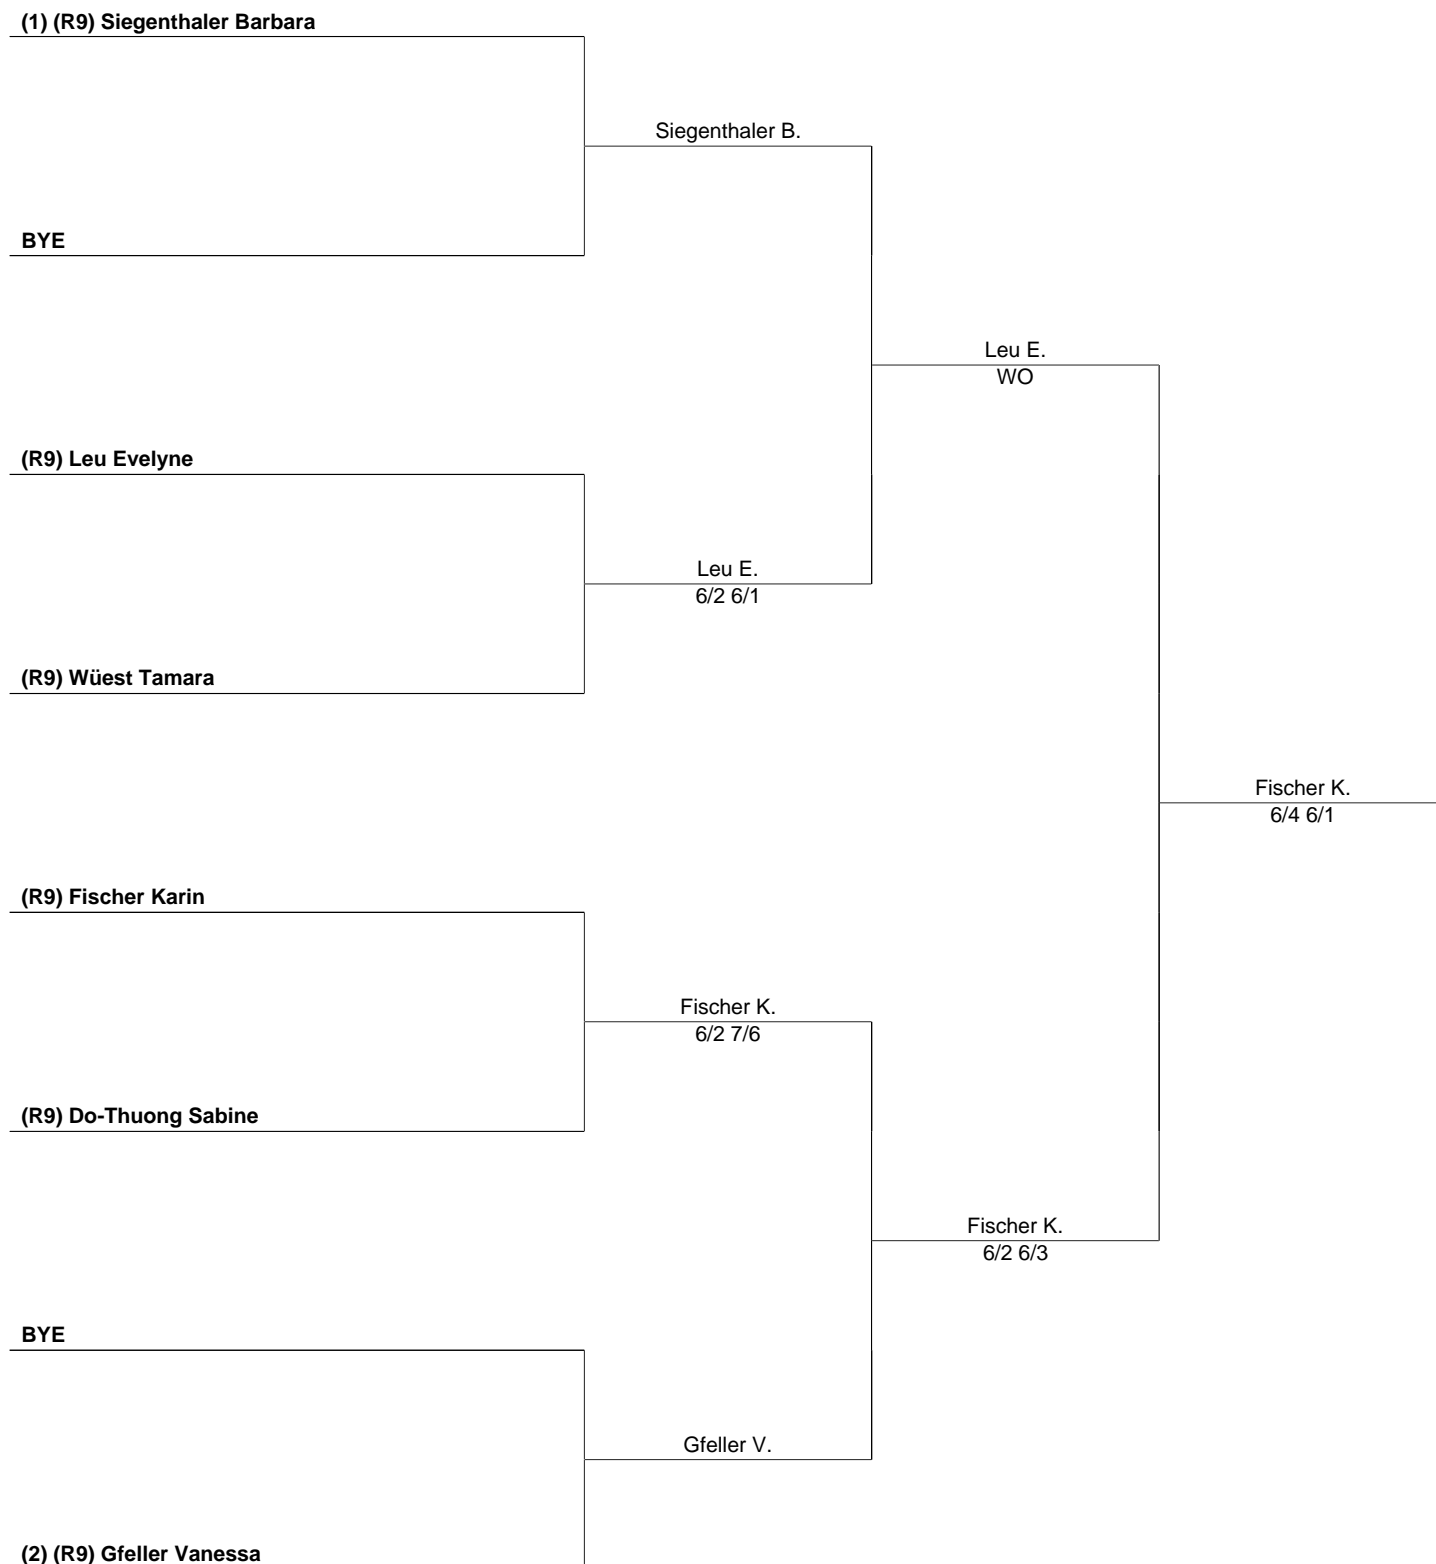 (1) (R9) Siegenthaler Barbara
Siegenthaler B.
BYE
Leu E.
WO
(R9) Leu Evelyne
Leu E.
6/2 6/1
(R9) Wüest Tamara
Fischer K.
6/4 6/1
(R9) Fischer Karin
Fischer K.
6/2 7/6
(R9) Do-Thuong Sabine
Fischer K.
6/2 6/3
BYE
Gfeller V.
(2) (R9) Gfeller Vanessa